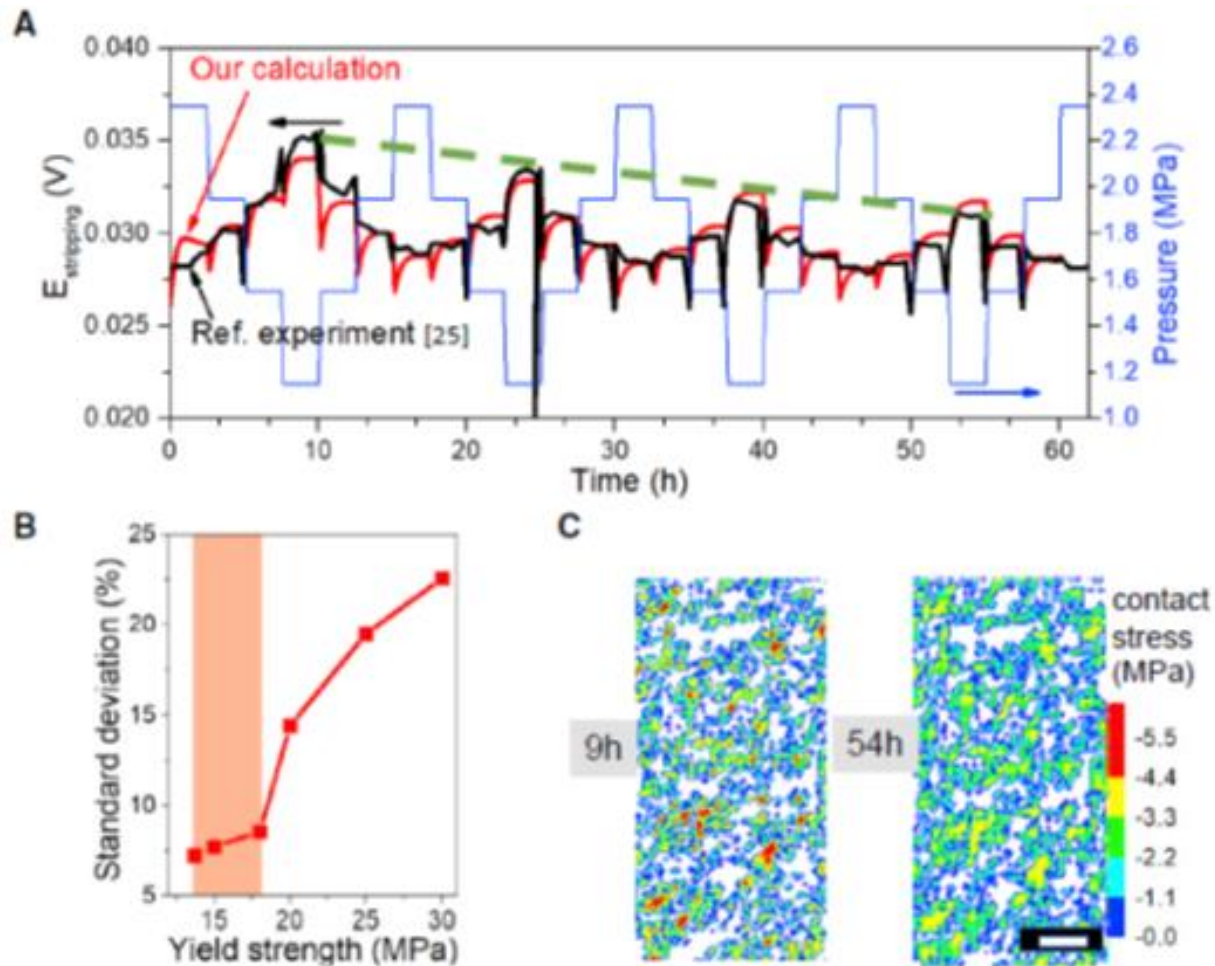 A
0.040
0.035
0.030
0.025
0.020
E stripping (V)
Our calculation
Ref. experiment [25]
2.6
2.4
2.2
2.0
1.8
1.6
1.4
1.2
1.0
Pressure (MPa)
0 10 20 30 40 50 60
Time (h)
B
25
20
15
10
5
Standard deviation (%)
15 20 25 30
Yield strength (MPa)
C
9h
54h
contact
stress
(MPa)
-5.5
-4.4
-3.3
-2.2
-1.1
-0.0